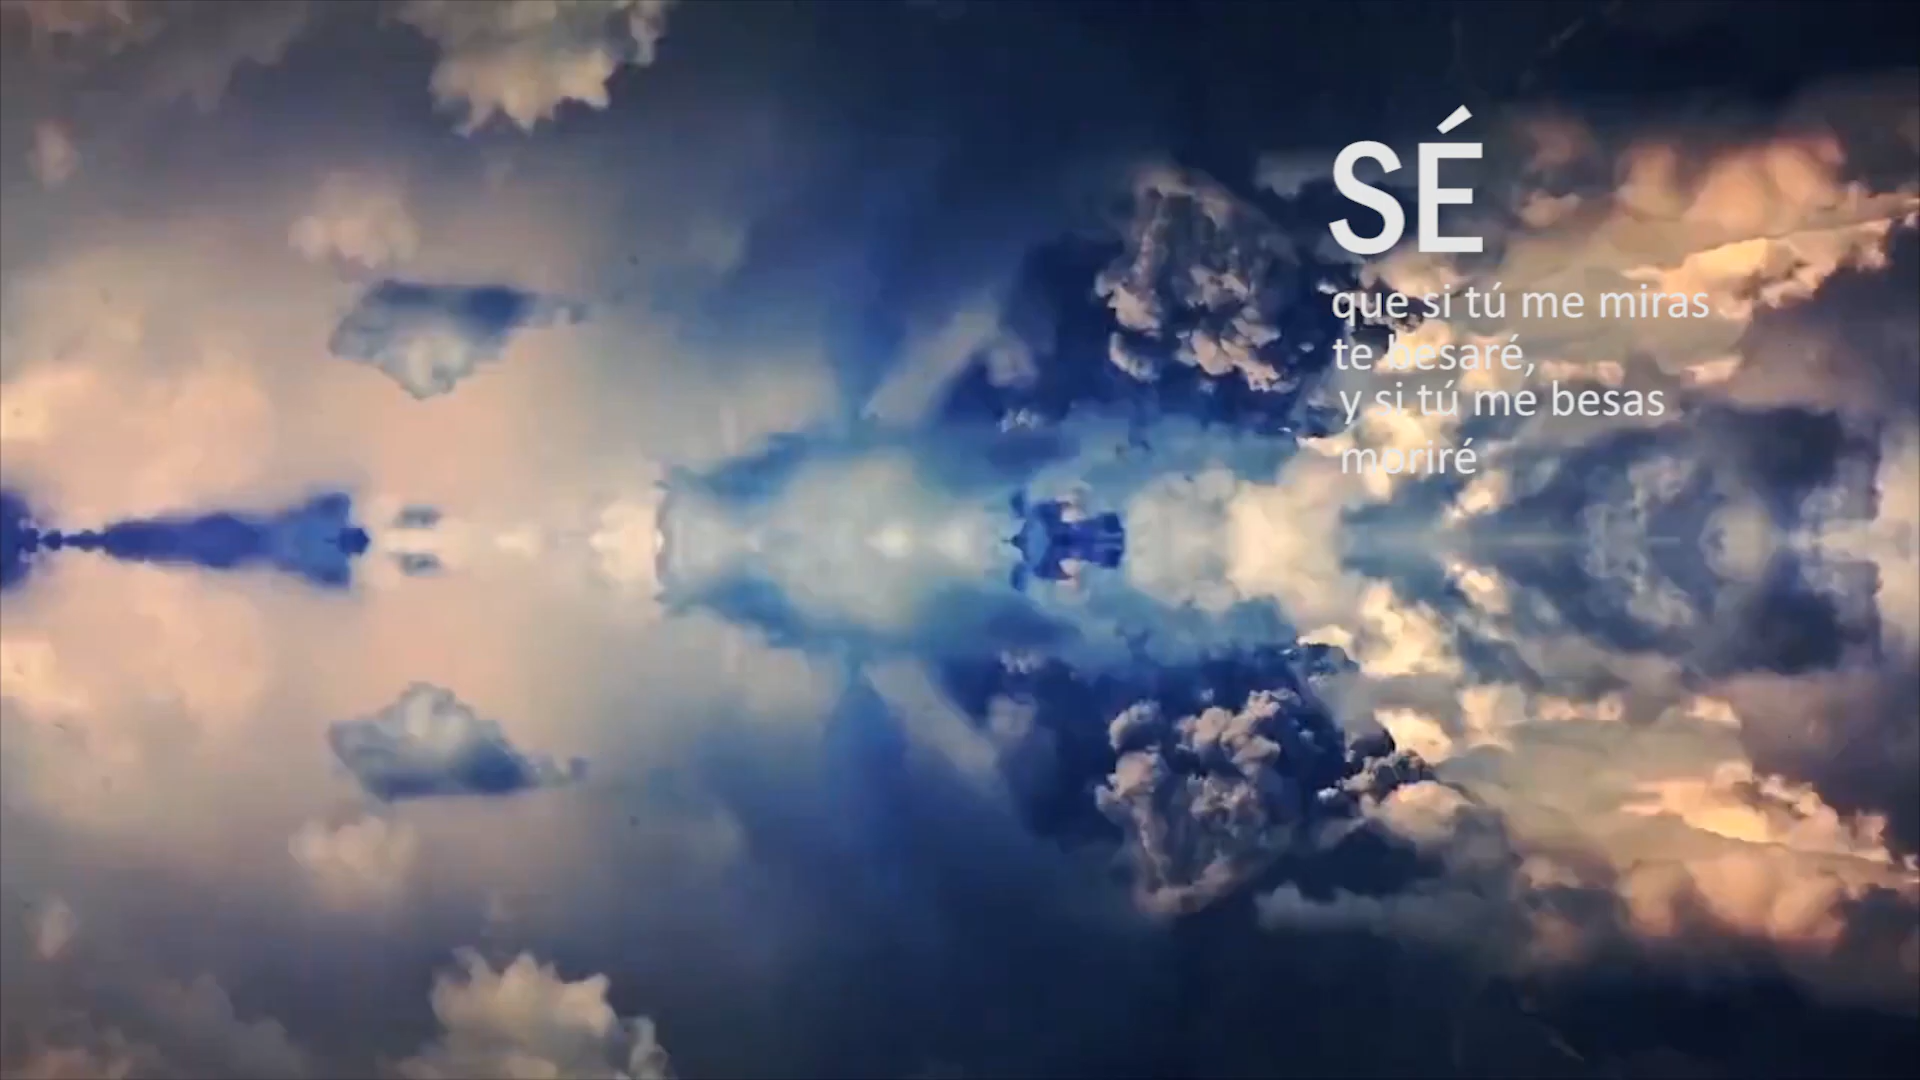 SÉ
que si tú me miras
te besaré,
y si tú me besas
moriré